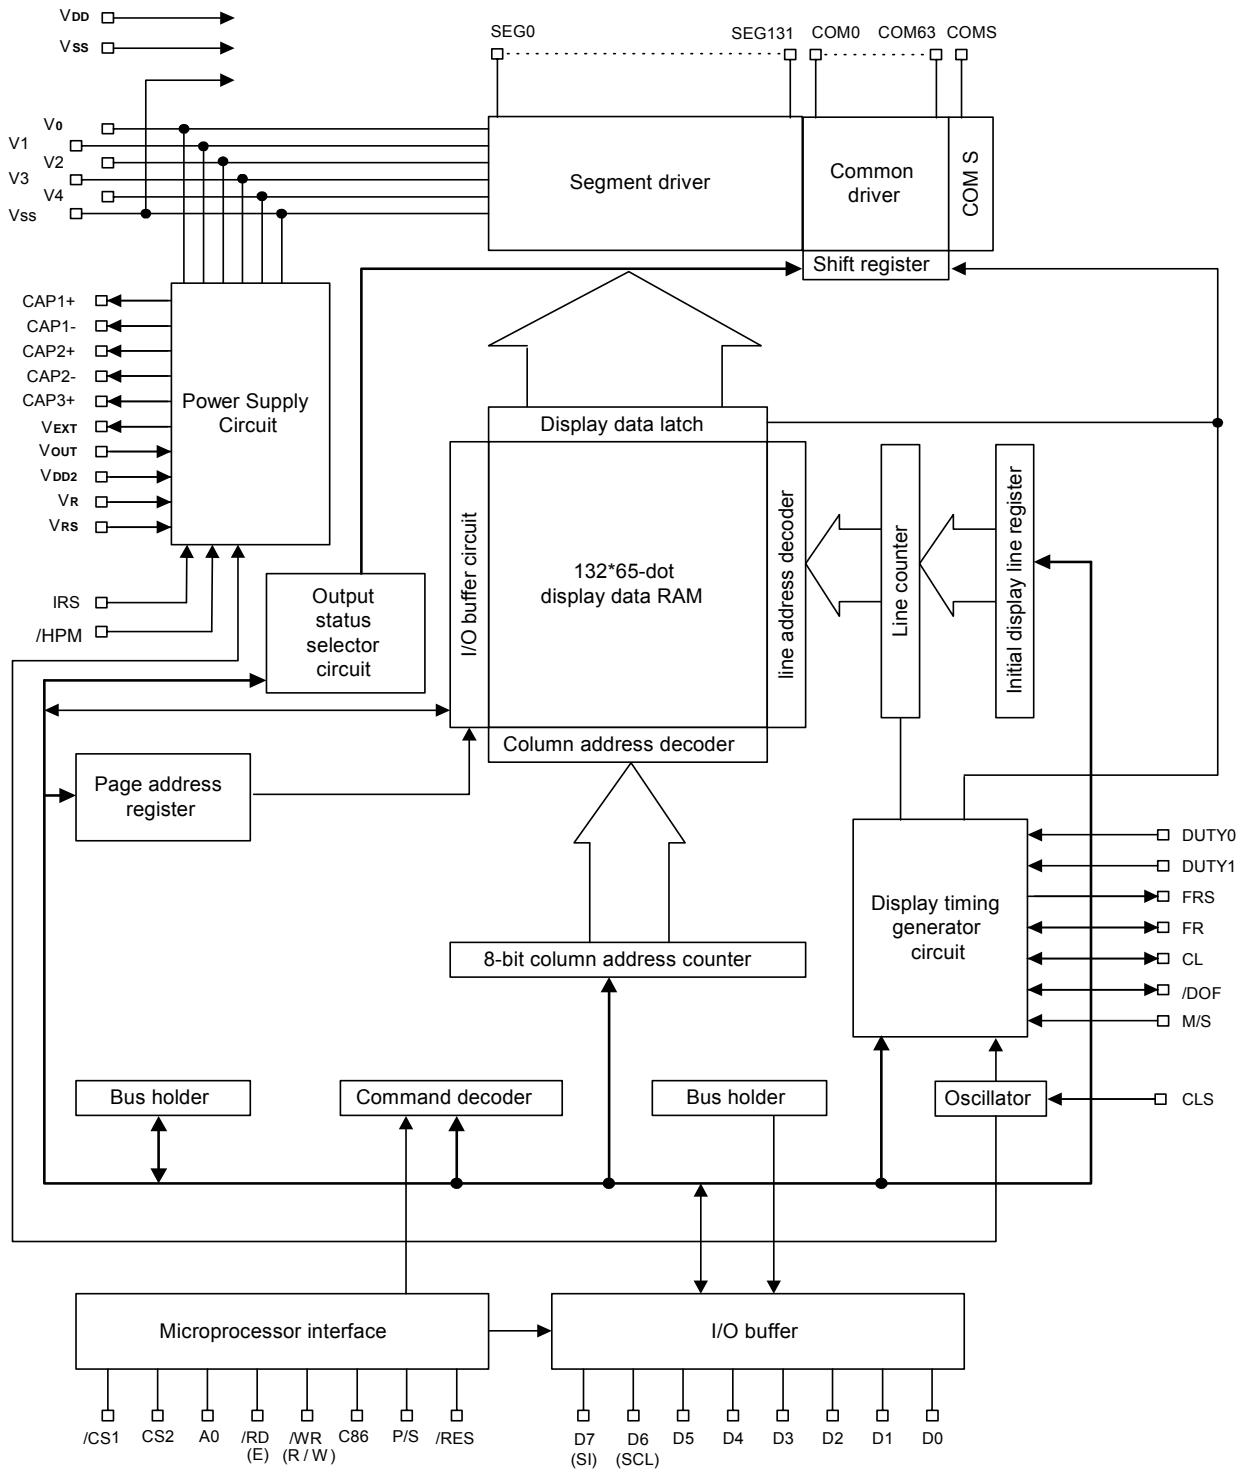 VDD
VSS
SEG0
SEG131
COM0
COM63
COMS
V0
V1
V2
V3
V4
Vss
Segment driver
Common
driver
COM S
Shift register
CAP1+
CAP1-
CAP2+
CAP2-
CAP3+
VEXT
VOUT
VDD2
VR
VRS
Power Supply
Circuit
IRS
/HPM
Output
status
selector
circuit
Display data latch
I/O buffer circuit
132*65-dot
display data RAM
line address decoder
Line counter
Initial display line register
Column address decoder
Page address
register
8-bit column address counter
Display timing
generator
circuit
DUTY0
DUTY1
FRS
FR
CL
/DOF
M/S
Bus holder
Command decoder
Bus holder
Oscillator
CLS
Microprocessor interface
I/O buffer
/CS1
CS2
A0
/RD
(E)
/WR
(R / W)
C86
P/S
/RES
D7
(SI)
D6
(SCL)
D5
D4
D3
D2
D1
D0